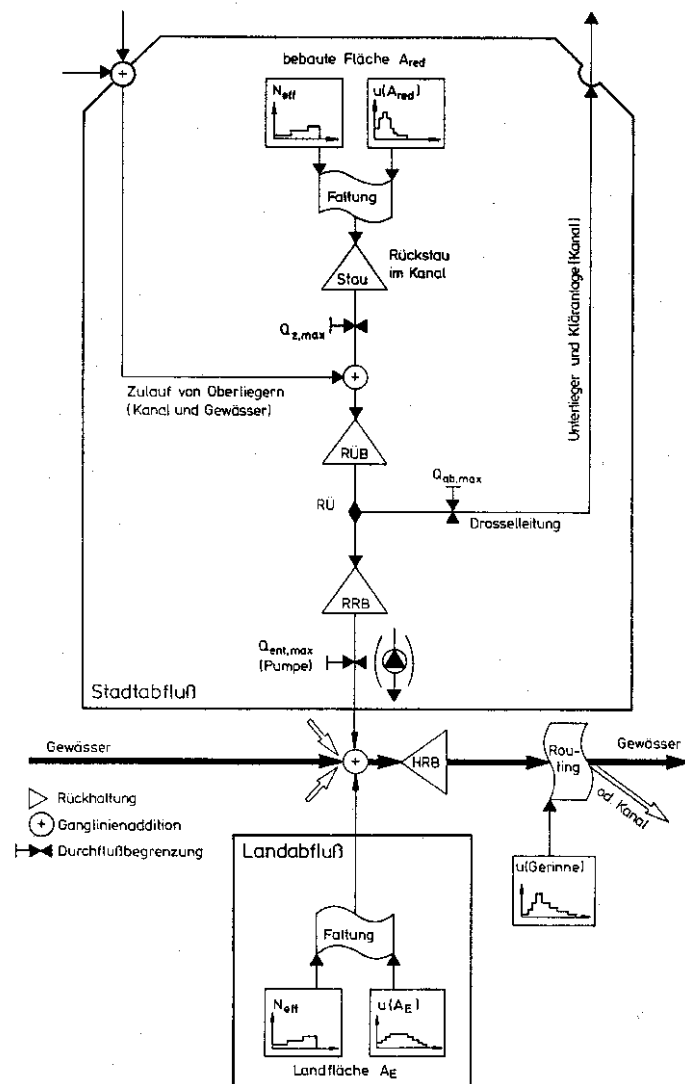 bebaute Fläche A_red
N_eff
u(A_red)
Faltung
Stau
Rückstau
im Kanal
Q_z,max
Zulauf von Oberliegern
(Kanal und Gewässer)
Unterlieger und Kläranlage (Kanal)
RÜB
Q_ab,max
RÜ
Drosselleitung
RRB
Q_ent,max
(Pumpe)
Stadtabfluß
Gewässer
HRB
Rou-
ting
Gewässer
od. Kanal
Rückhaltung
Ganglinienaddition
Durchflußbegrenzung
Landabfluß
u(Gerinne)
Faltung
N_eff
u(A_E)
Landfläche A_E